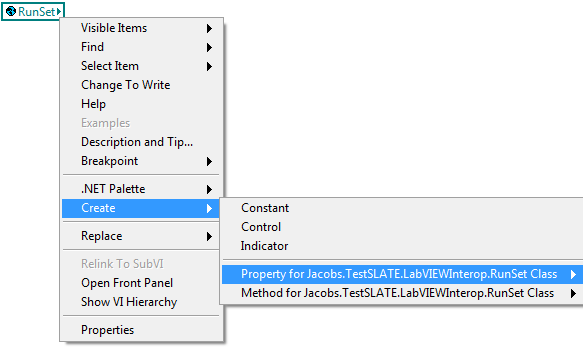 RunSet
Visible Items
Find
Select Item
Change To Write
Help
Examples
Description and Tip...
Breakpoint
.NET Palette
Create
Replace
Relink To SubVI
Open Front Panel
Show VI Hierarchy
Properties
Constant
Control
Indicator
Property for Jacobs.TestSLATE.LabVIEWInterop.RunSet Class
Method for Jacobs.TestSLATE.LabVIEWInterop.RunSet Class